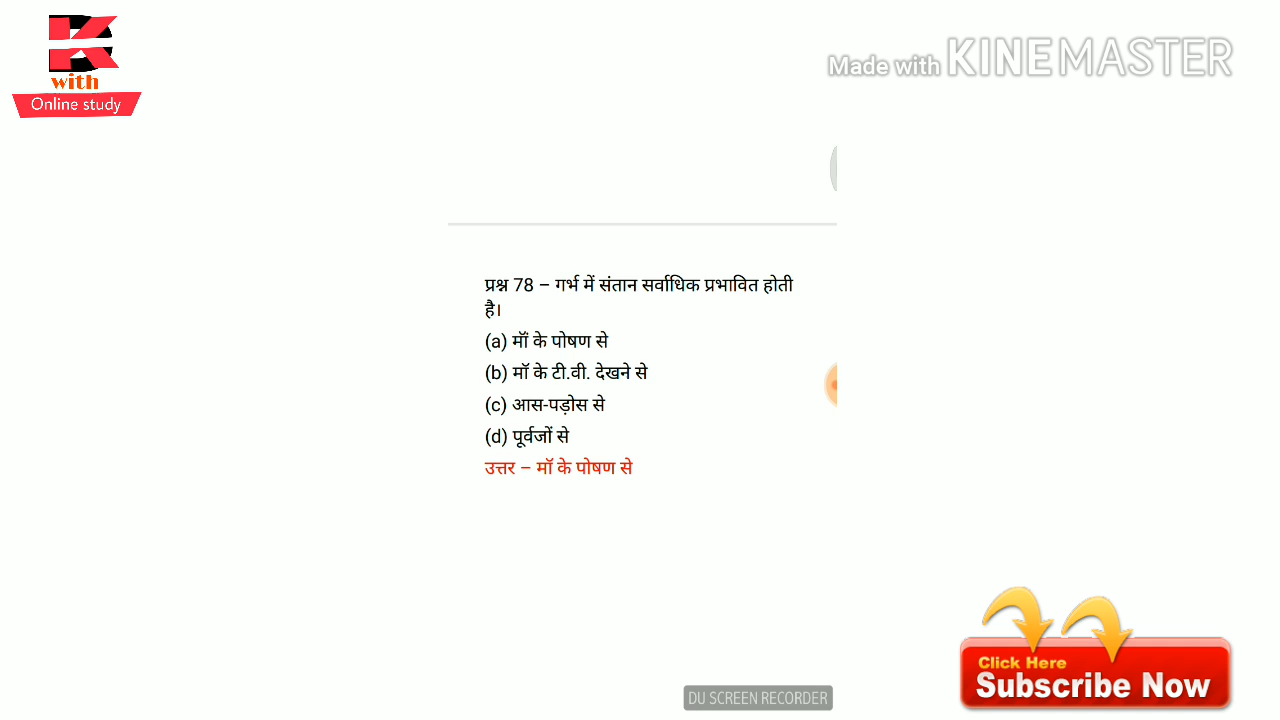 K
with
Online study
Made with KINEMASTER
प्रश्न 78 – गर्भ में संतान सर्वाधिक प्रभावित होती
है।
(a) माँ के पोषण से
(b) मॉ के टी.वी. देखने से
(c) आस-पड़ोस से
(d) पूर्वजों से
उत्तर – मॉ के पोषण से
Click Here
Subscribe Now
DU SCREEN RECORDER